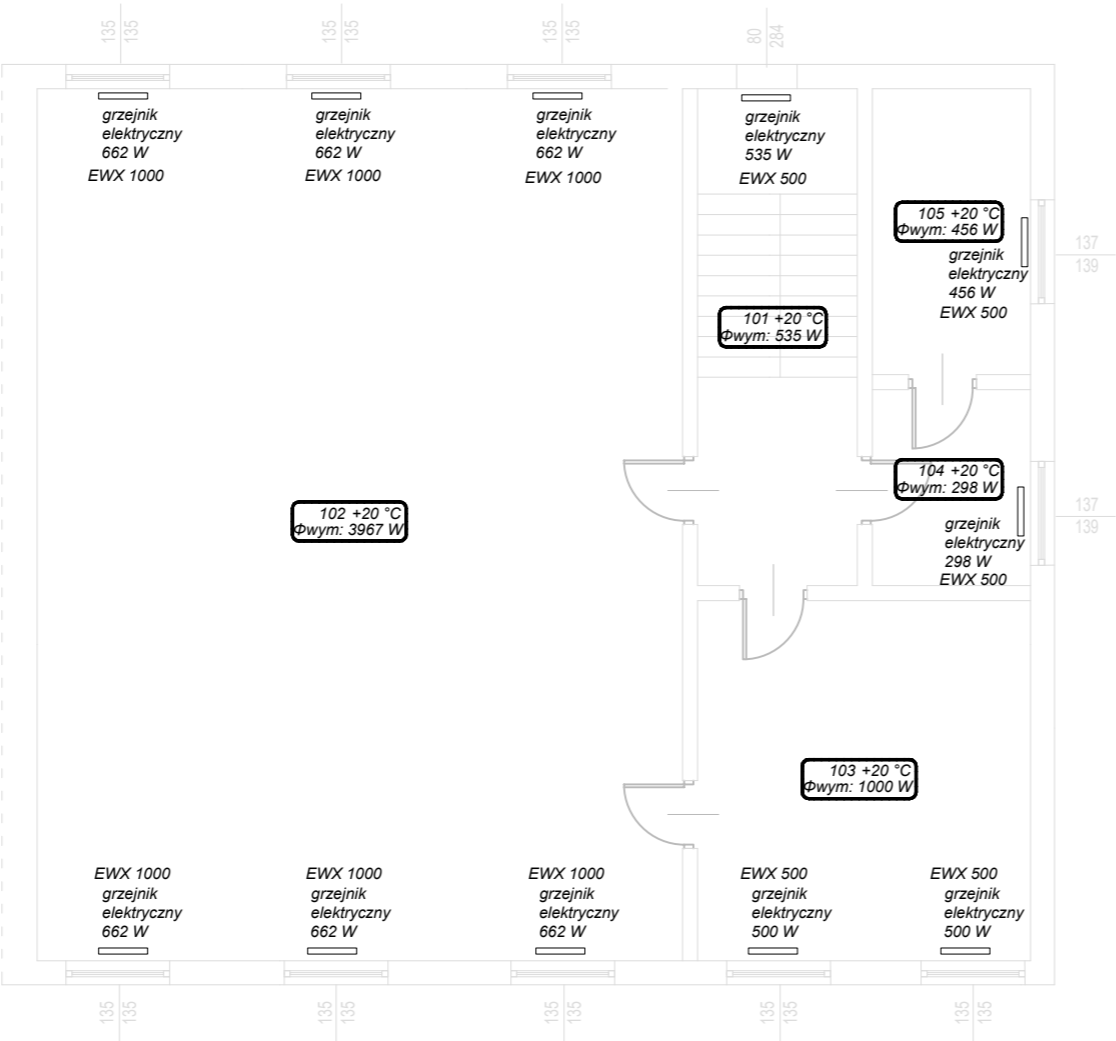 135
135
135
135
135
135
80
284
grzejnik
elektryczny
662 W
EWX 1000
grzejnik
elektryczny
662 W
EWX 1000
grzejnik
elektryczny
662 W
EWX 1000
grzejnik
elektryczny
535 W
EWX 500
105 +20 °C
Φwym: 456 W
grzejnik
elektryczny
456 W
EWX 500
137
139
101 +20 °C
Φwym: 535 W
104 +20 °C
Φwym: 298 W
grzejnik
elektryczny
298 W
EWX 500
137
139
102 +20 °C
Φwym: 3967 W
103 +20 °C
Φwym: 1000 W
EWX 1000
grzejnik
elektryczny
662 W
EWX 1000
grzejnik
elektryczny
662 W
EWX 1000
grzejnik
elektryczny
662 W
EWX 500
grzejnik
elektryczny
500 W
EWX 500
grzejnik
elektryczny
500 W
135
135
135
135
135
135
135
135
135
135